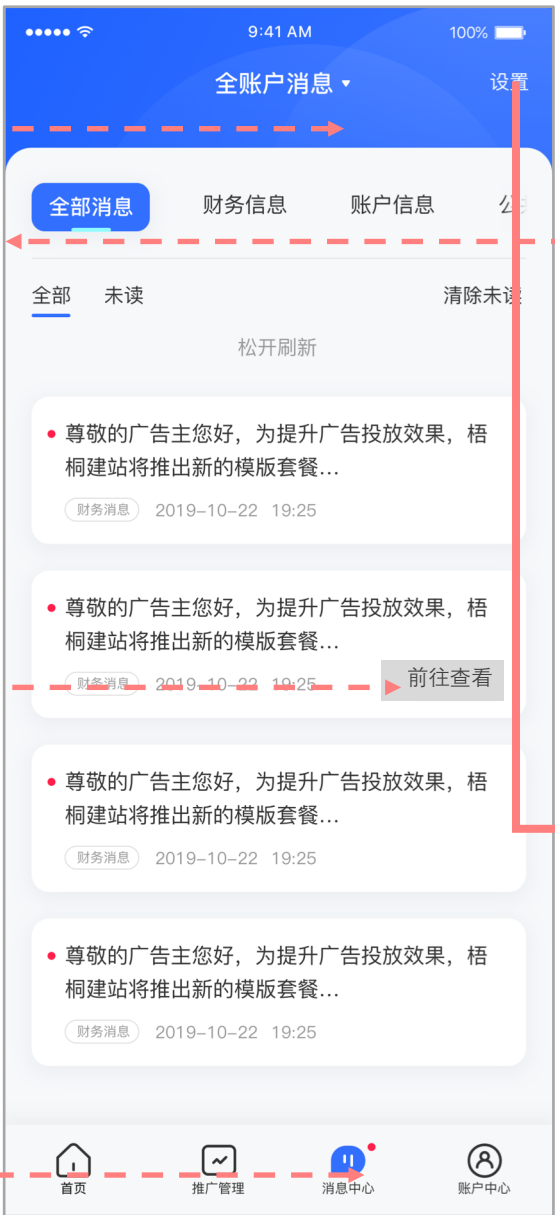 9:41 AM
100%
全账户消息
设置
全部消息
财务信息
账户信息
全部
未读
清除未读
松开刷新
尊敬的广告主您好，为提升广告投放效果，梧
桐建站将推出新的模版套餐...
财务消息
2019-10-22 19:25
尊敬的广告主您好，为提升广告投放效果，梧
桐建站将推出新的模版套餐...
财务消息
2019-10-22 19:25
前往查看
尊敬的广告主您好，为提升广告投放效果，梧
桐建站将推出新的模版套餐...
财务消息
2019-10-22 19:25
尊敬的广告主您好，为提升广告投放效果，梧
桐建站将推出新的模版套餐...
财务消息
2019-10-22 19:25
首页
推广管理
消息中心
账户中心